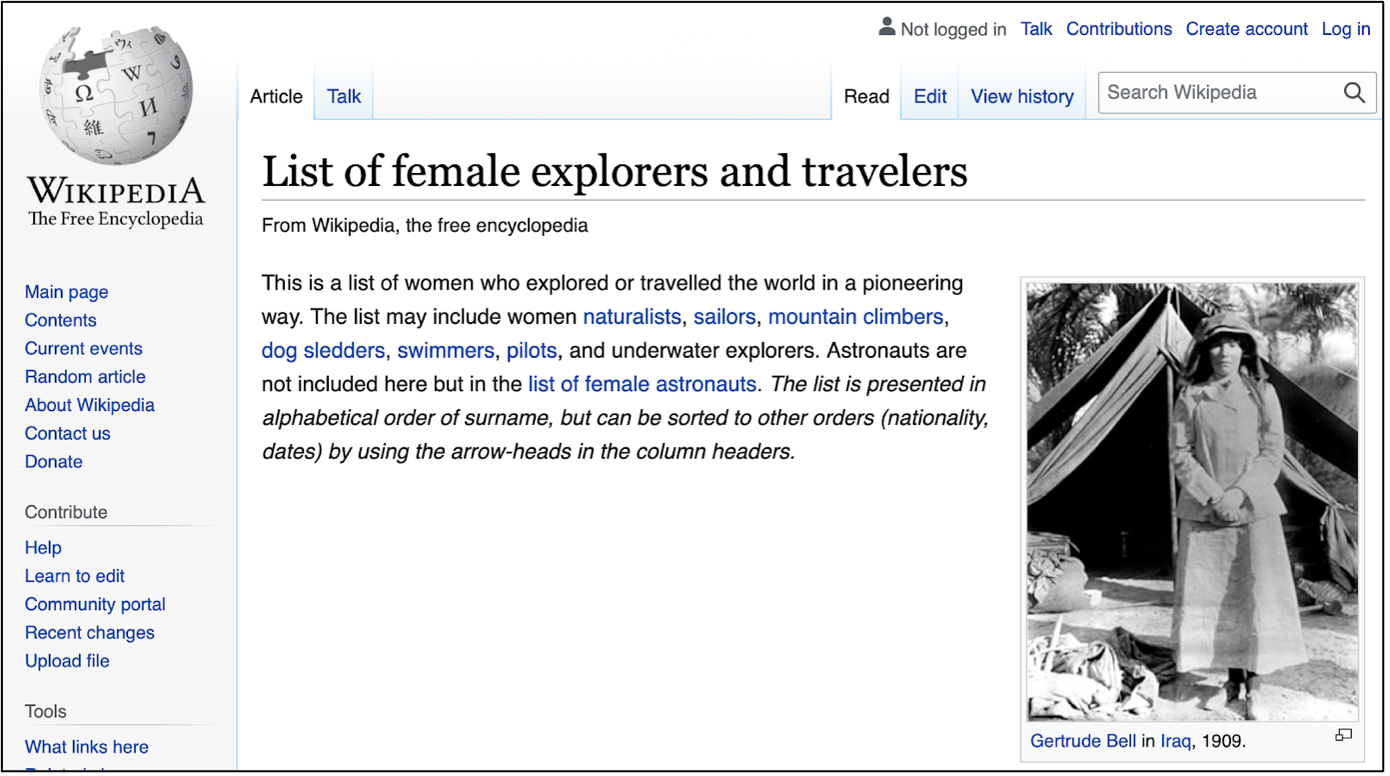 Not logged in Talk Contributions Create account Log in
Article Talk Read Edit View history Search Wikipedia
WIKIPEDIA
The Free Encyclopedia
Main page
Contents
Current events
Random article
About Wikipedia
Contact us
Donate
Contribute
Help
Learn to edit
Community portal
Recent changes
Upload file
Tools
What links here
List of female explorers and travelers
From Wikipedia, the free encyclopedia
This is a list of women who explored or travelled the world in a pioneering
way. The list may include women naturalists, sailors, mountain climbers,
dog sledders, swimmers, pilots, and underwater explorers. Astronauts are
not included here but in the list of female astronauts. The list is presented in
alphabetical order of surname, but can be sorted to other orders (nationality,
dates) by using the arrow-heads in the column headers.
Gertrude Bell in Iraq, 1909.